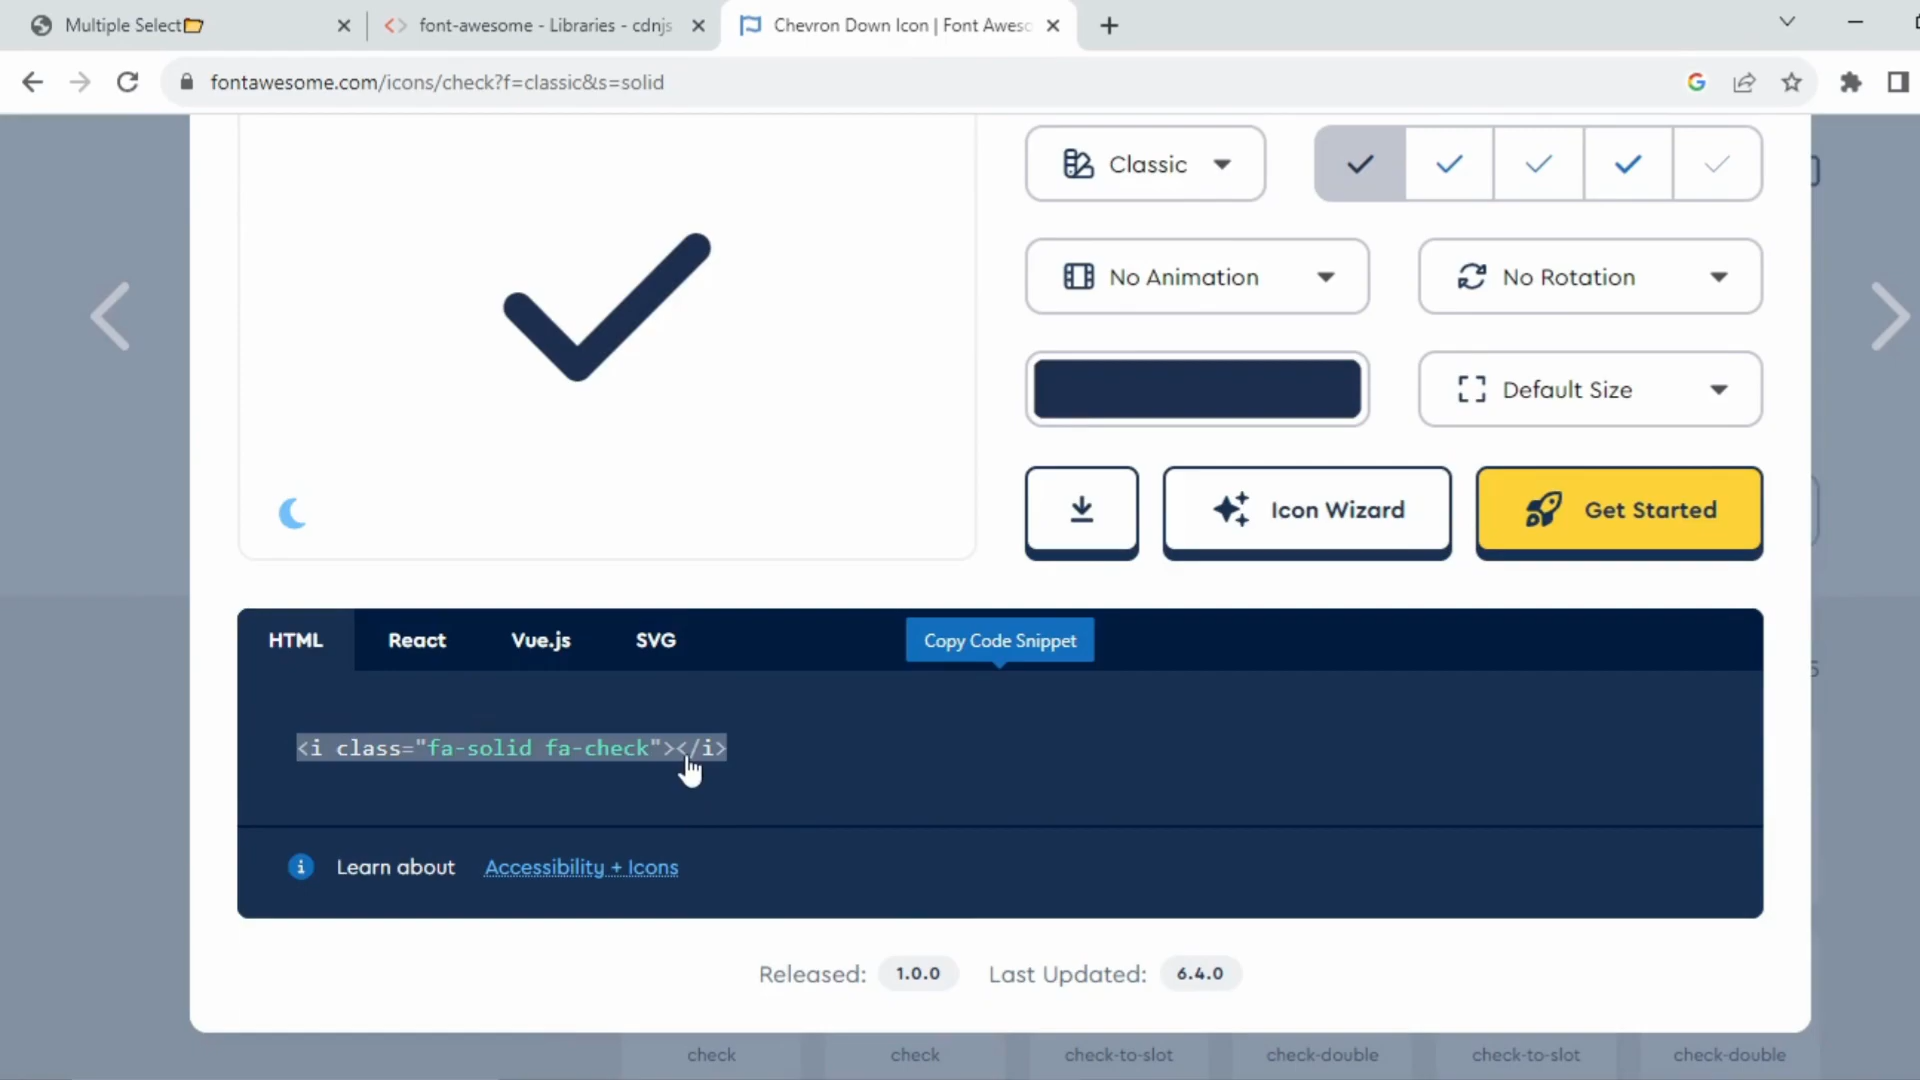 Multiple Select
font-awesome - Libraries - cdnjs
Chevron Down Icon | Font Aweso
fontawesome.com/icons/check?f=classic&s=solid
Classic
No Animation
No Rotation
Default Size
Icon Wizard
Get Started
HTML
React
Vue.js
SVG
Copy Code Snippet
<i class="fa-solid fa-check"></i>
Learn about Accessibility + Icons
Released: 1.0.0 Last Updated: 6.4.0
check
check
check-to-slot
check-double
check-to-slot
check-double